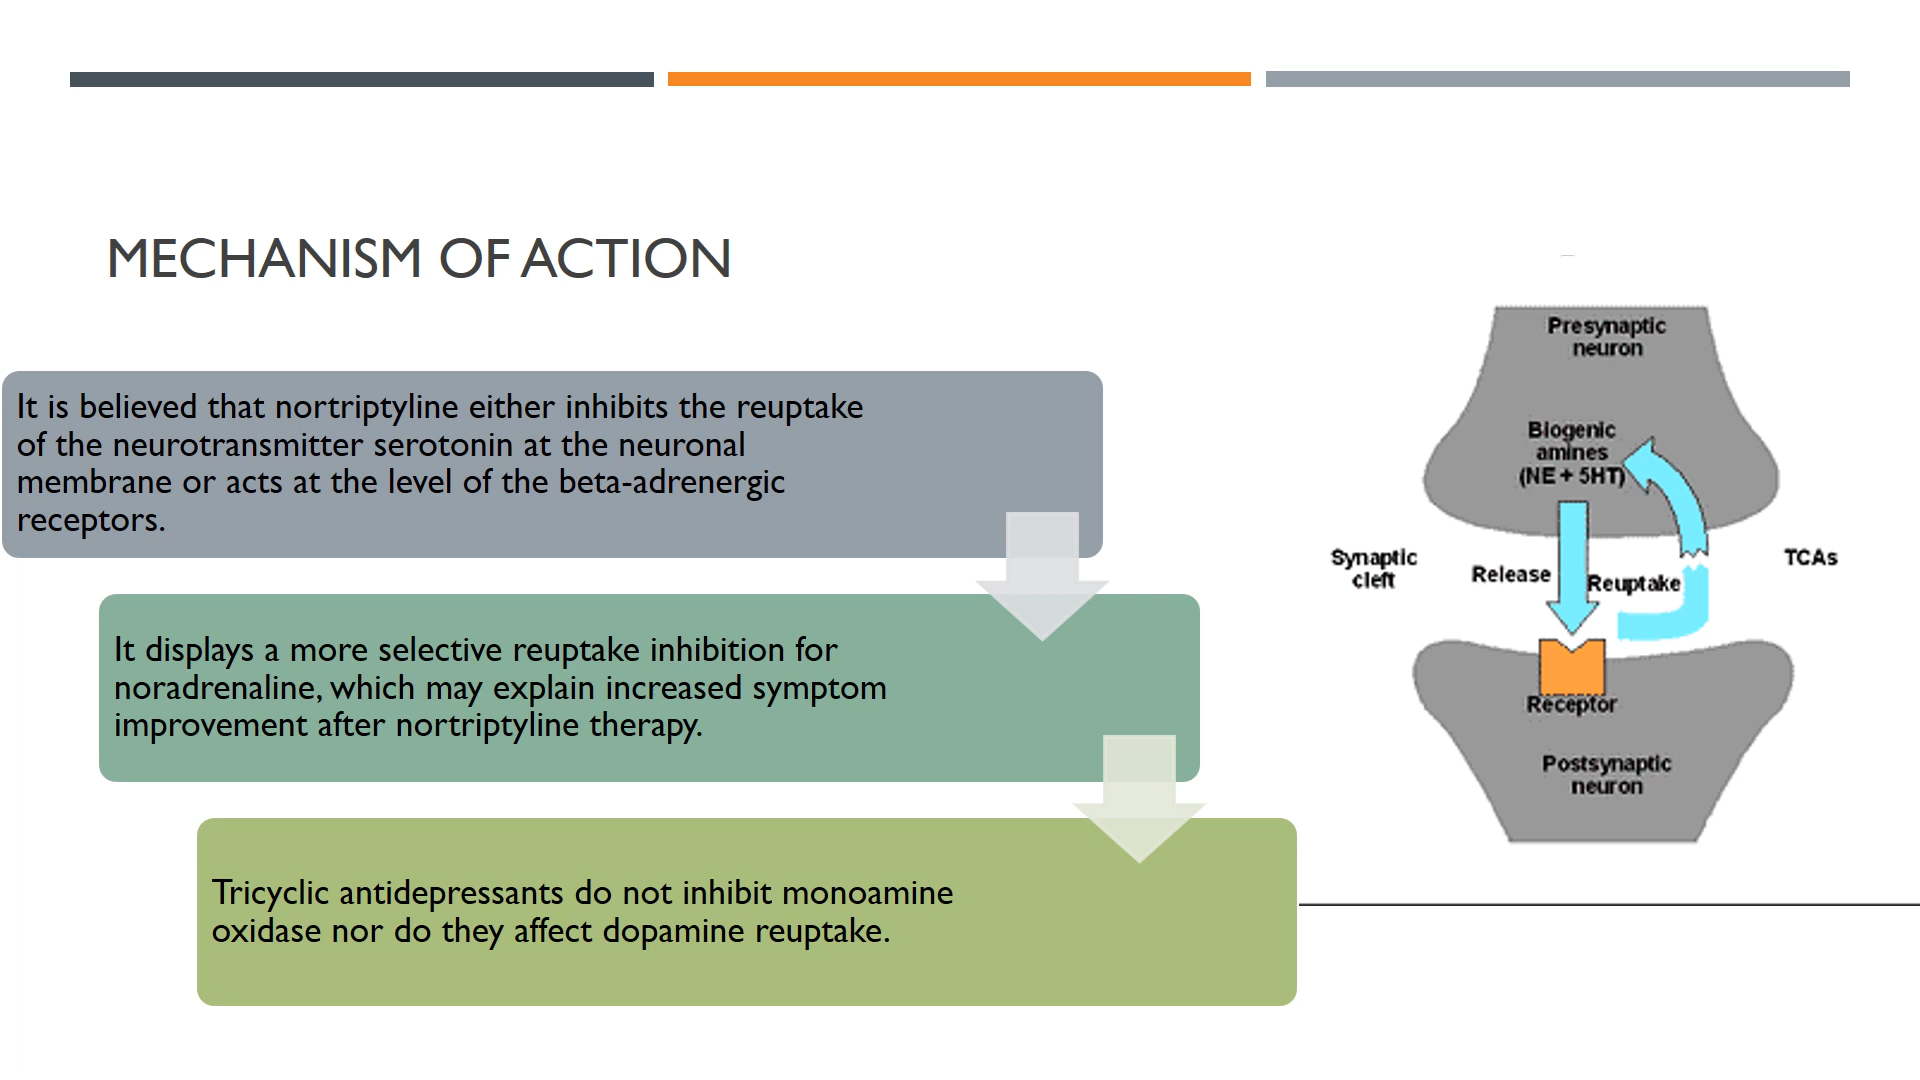 MECHANISM OF ACTION
It is believed that nortriptyline either inhibits the reuptake
of the neurotransmitter serotonin at the neuronal
membrane or acts at the level of the beta-adrenergic
receptors.
It displays a more selective reuptake inhibition for
noradrenaline, which may explain increased symptom
improvement after nortriptyline therapy.
Tricyclic antidepressants do not inhibit monoamine
oxidase nor do they affect dopamine reuptake.
Presynaptic
neuron
Biogenic
amines
(NE + 5HT)
Synaptic
cleft
Release
Reuptake
TCAs
Receptor
Postsynaptic
neuron